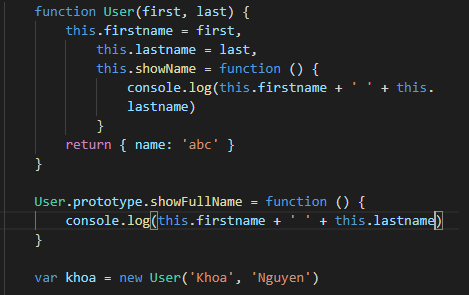 function User(first, last) {
    this.firstname = first,
        this.lastname = last,
        this.showName = function () {
            console.log(this.firstname + ' ' + this.
            lastname)
        }
    return { name: 'abc' }
}

User.prototype.showFullName = function () {
    console.log(this.firstname + ' ' + this.lastname)
}

var khoa = new User('Khoa', 'Nguyen')